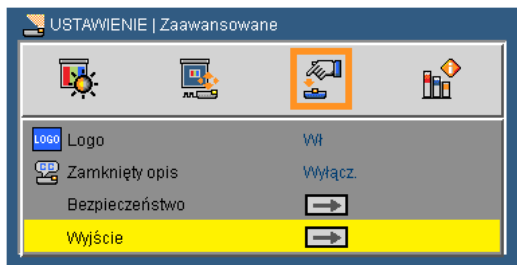 USTAWIENIE | Zaawansowane
LOGO Logo Wł
CC Zamknięty opis Wyłącz.
Bezpieczeństwo
Wyjście